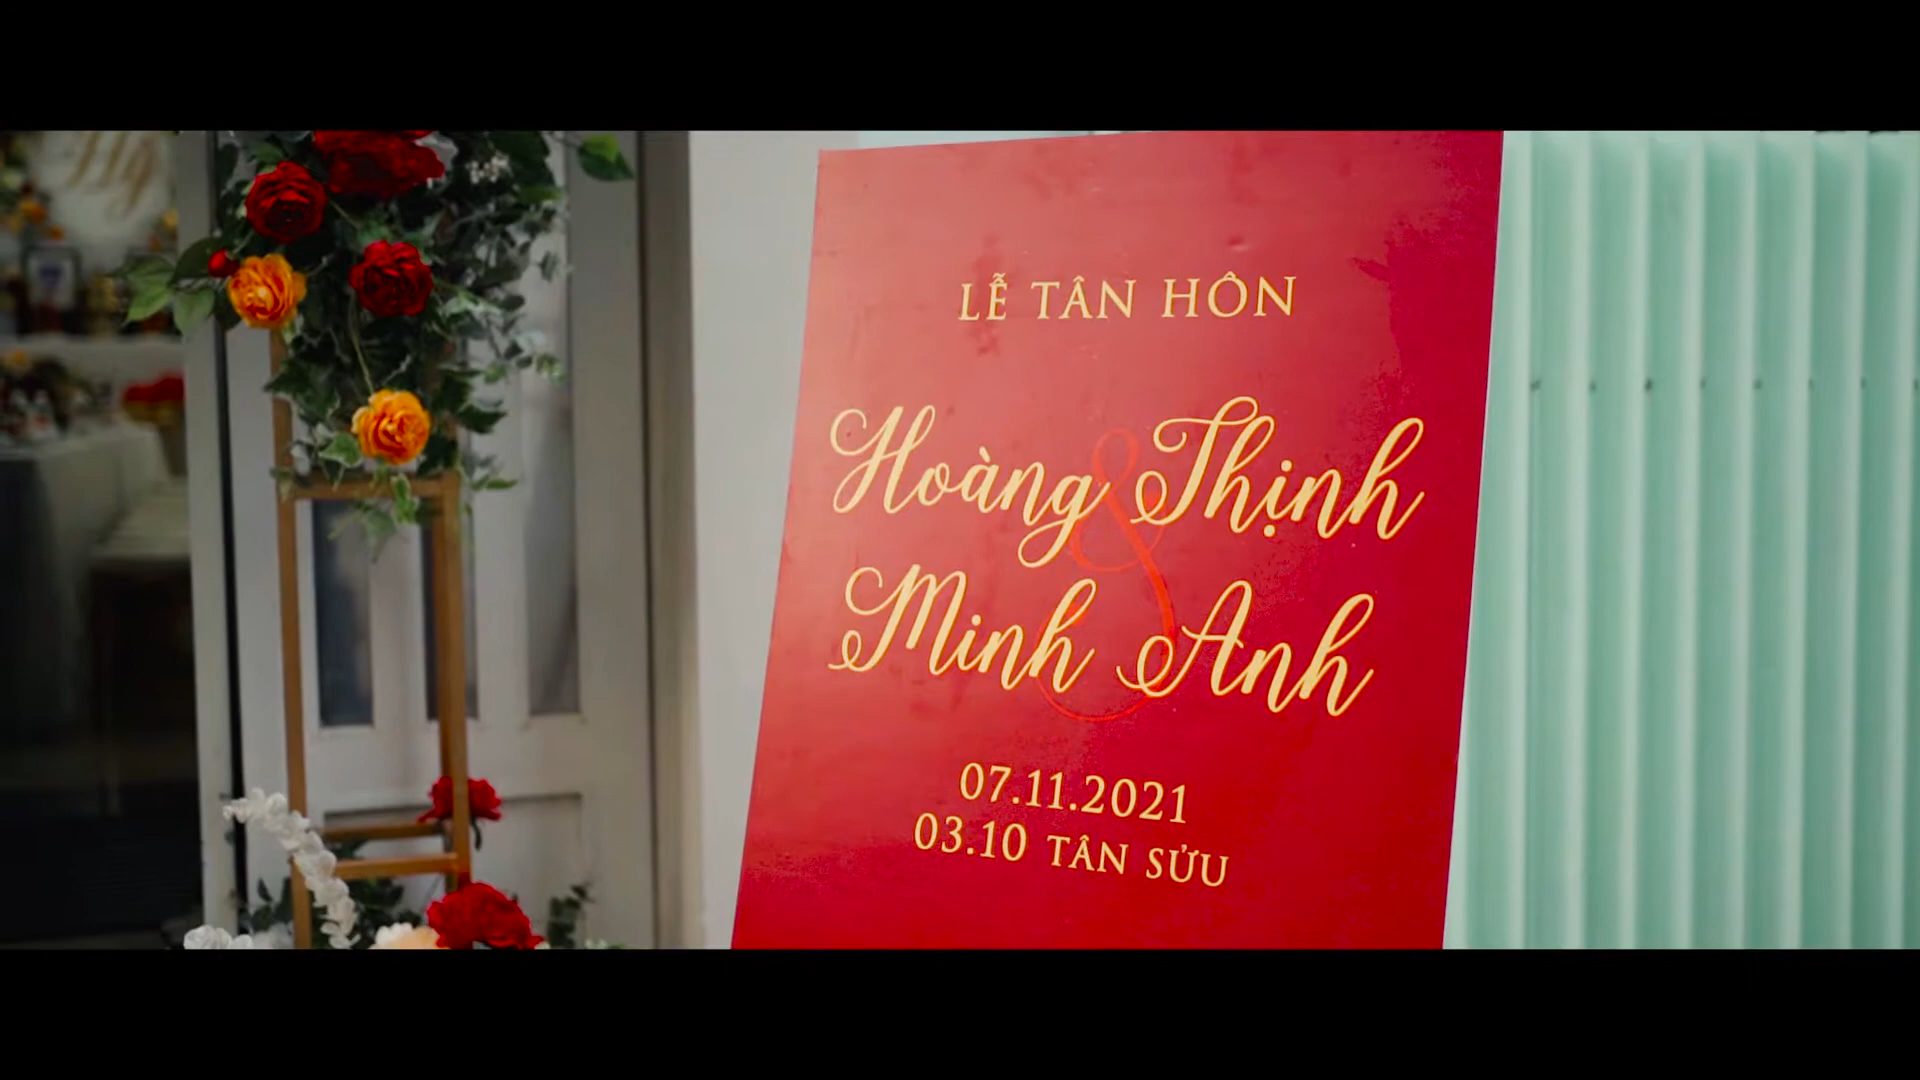 LỄ TÂN HÔN
Hoàng Thịnh
&
Minh Anh
07.11.2021
03.10 TÂN SỬU